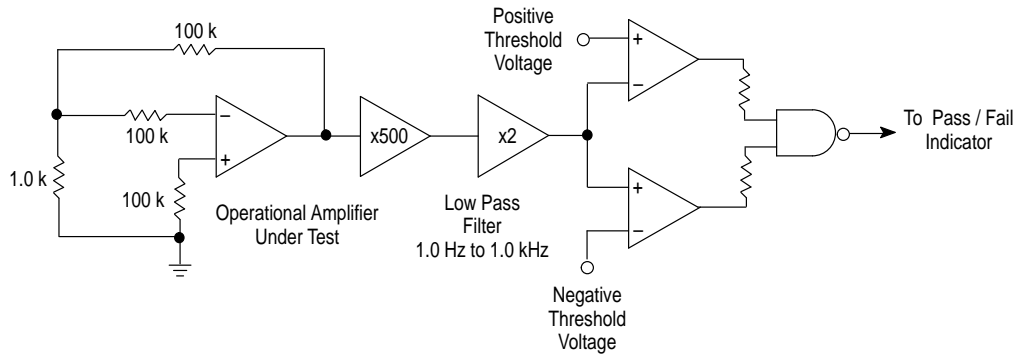 100 k
100 k
1.0 k
100 k
−
+
Operational Amplifier
Under Test
x500
x2
Low Pass
Filter
1.0 Hz to 1.0 kHz
Positive
Threshold
Voltage
+
−
+
−
Negative
Threshold
Voltage
To Pass / Fail
Indicator